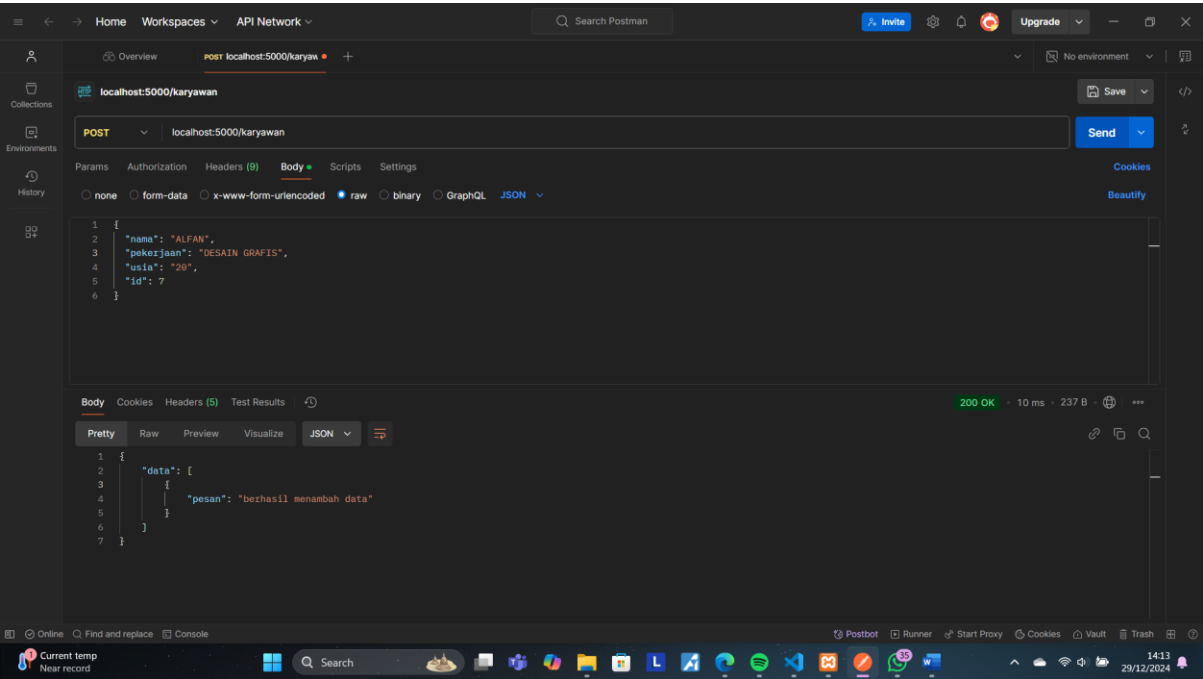 Home Workspaces API Network Search Postman Invite Upgrade
Overview POST localhost:5000/karyaw No environment
HTTP localhost:5000/karyawan Save
Collections
POST localhost:5000/karyawan Send
Environments
Params Authorization Headers (9) Body Scripts Settings Cookies
History
none form-data x-www-form-urlencoded raw binary GraphQL JSON Beautify
1 {
2 "nama": "ALFAN",
3 "pekerjaan": "DESAIN GRAFIS",
4 "usia": "20",
5 "id": 7
6 }
Body Cookies Headers (5) Test Results 200 OK 10 ms 237 B
Pretty Raw Preview Visualize JSON
1 {
2 "data": [
3 {
4 "pesan": "berhasil menambah data"
5 }
6 ]
7 }
Online Find and replace Console Postbot Runner Start Proxy Cookies Vault Trash
1 Current temp
Near record
Search L 35 14:13
29/12/2024